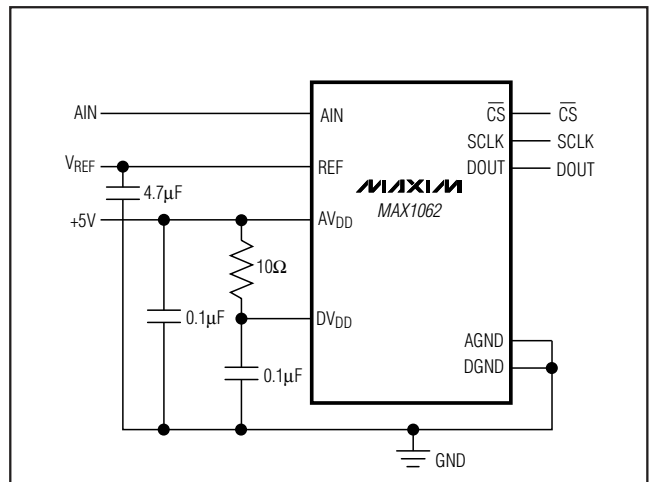 AIN
AIN
CS
CS
SCLK
SCLK
VREF
REF
DOUT
DOUT
MAXIM
MAX1062
4.7µF
+5V
AVDD
10Ω
0.1µF
DVDD
AGND
DGND
0.1µF
GND